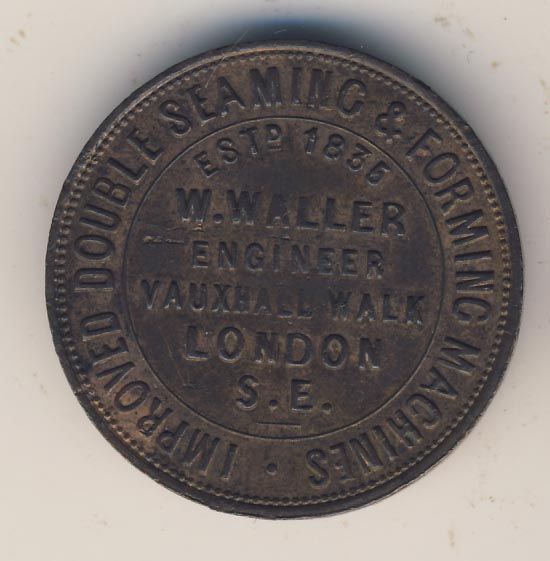 IMPROVED DOUBLE SEAMING & FORMING MACHINES ·
ESTD 1835
W. WALLER
ENGINEER
VAUXHALL WALK
LONDON
S.E.